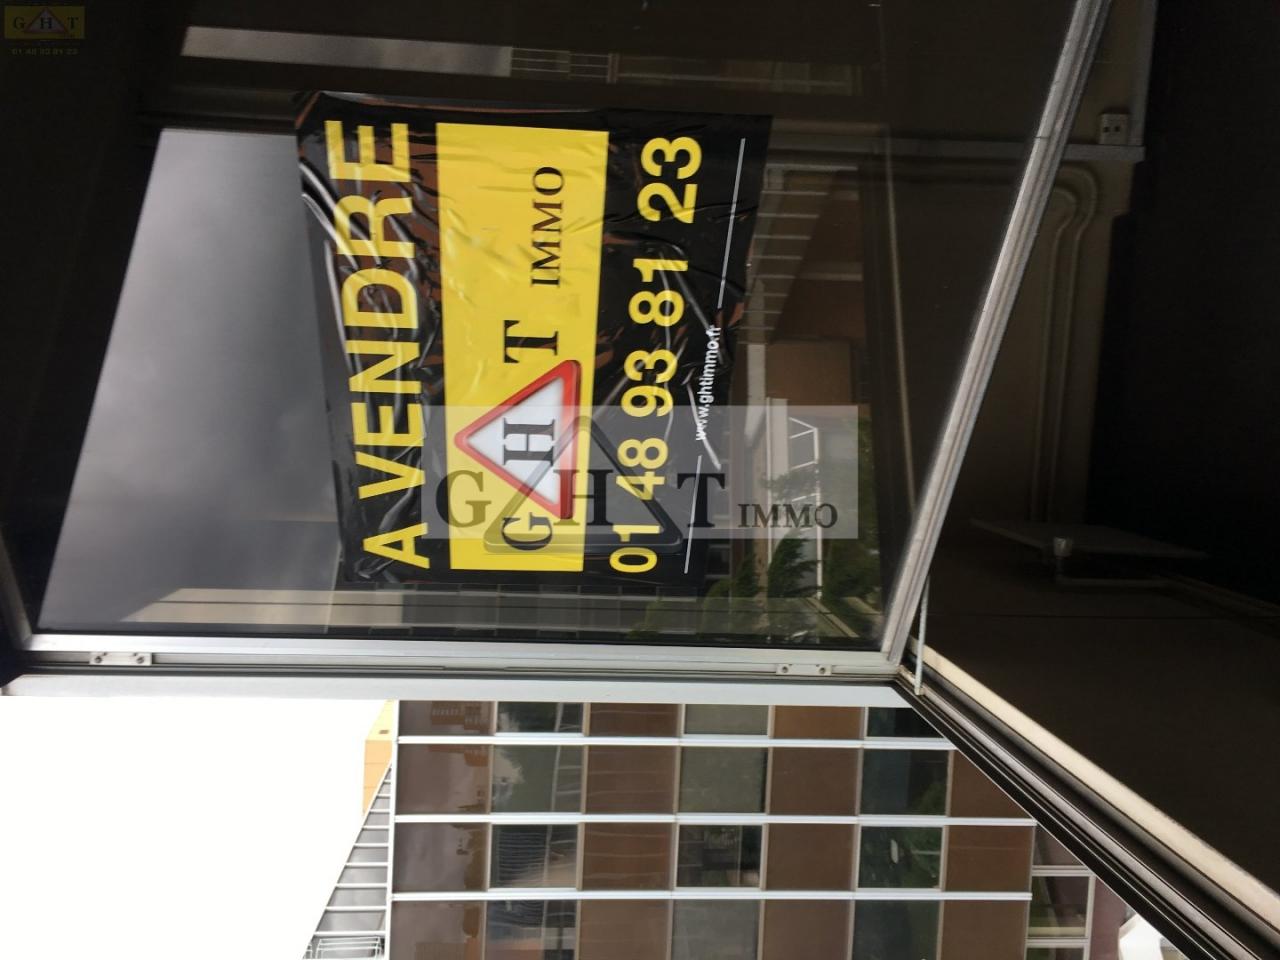 G H T
01 48 93 81 23
A VENDRE
G H T IMMO
01 48 93 81 23
www.ghtimmo.fr
G H T IMMO